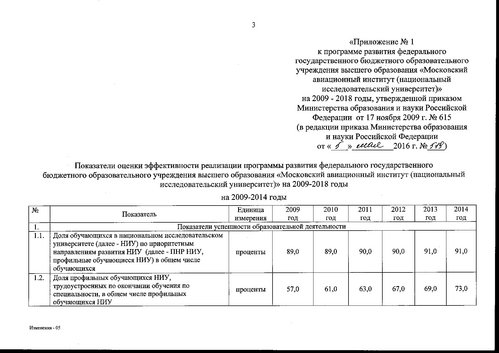 3
«Приложение № 1
к программе развития федерального
государственного бюджетного образовательного
учреждения высшего образования «Московский
авиационный институт (национальный
исследовательский университет)»
на 2009 - 2018 годы, утвержденной приказом
Министерства образования и науки Российской
Федерации от 17 ноября 2009 г. № 615
(в редакции приказа Министерства образования
и науки Российской Федерации
от « 5 » мая 2016 г. №
Показатели оценки эффективности реализации программы развития федерального государственного
бюджетного образовательного учреждения высшего образования «Московский авиационный институт (национальный
исследовательский университет)» на 2009-2018 годы
на 2009-2014 годы
№ Показатель Единица измерения 2009 год 2010 год 2011 год 2012 год 2013 год 2014 год
1. Показатели успешности образовательной деятельности
1.1. Доля обучающихся в национальном исследовательском
университете (далее - НИУ) по приоритетным
направлениям развития НИУ (далее - ПНР НИУ,
профильные обучающиеся НИУ) в общем числе
обучающихся
проценты 89,0 89,0 90,0 90,0 91,0 91,0
1.2. Доля профильных обучающихся НИУ,
трудоустроенных по окончании обучения по
специальности, в общем числе профильных
обучающихся НИУ
проценты 57,0 61,0 63,0 67,0 69,0 73,0
Изменения - 05